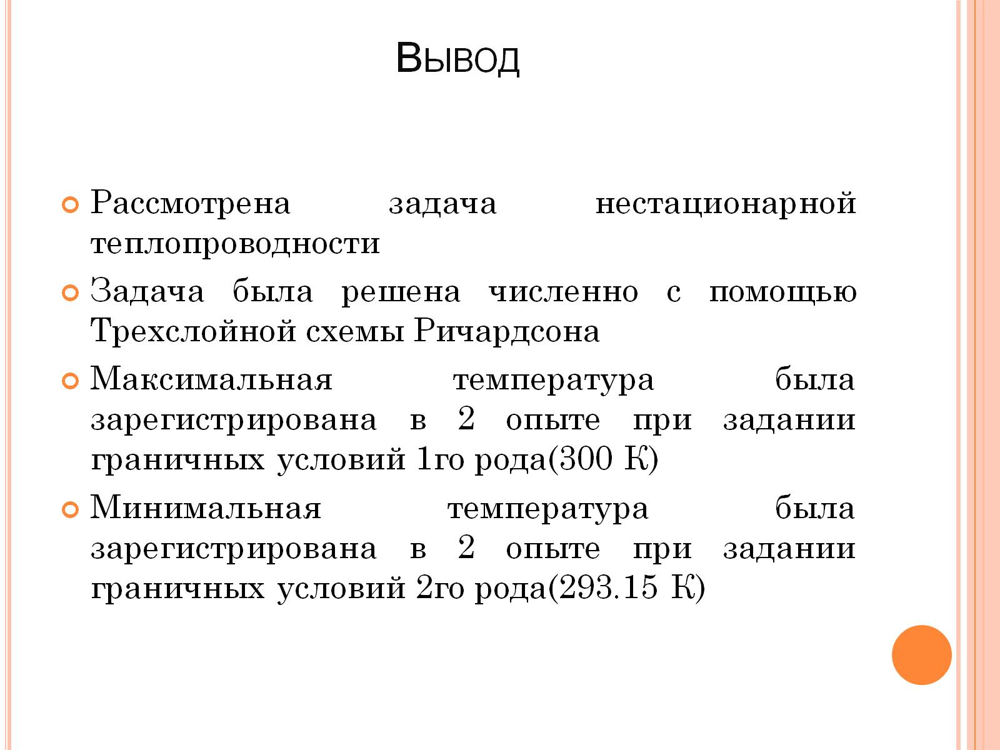 Вывод
Рассмотрена задача нестационарной
теплопроводности
Задача была решена численно с помощью
Трехслойной схемы Ричардсона
Максимальная температура была
зарегистрирована в 2 опыте при задании
граничных условий 1го рода(300 К)
Минимальная температура была
зарегистрирована в 2 опыте при задании
граничных условий 2го рода(293.15 К)